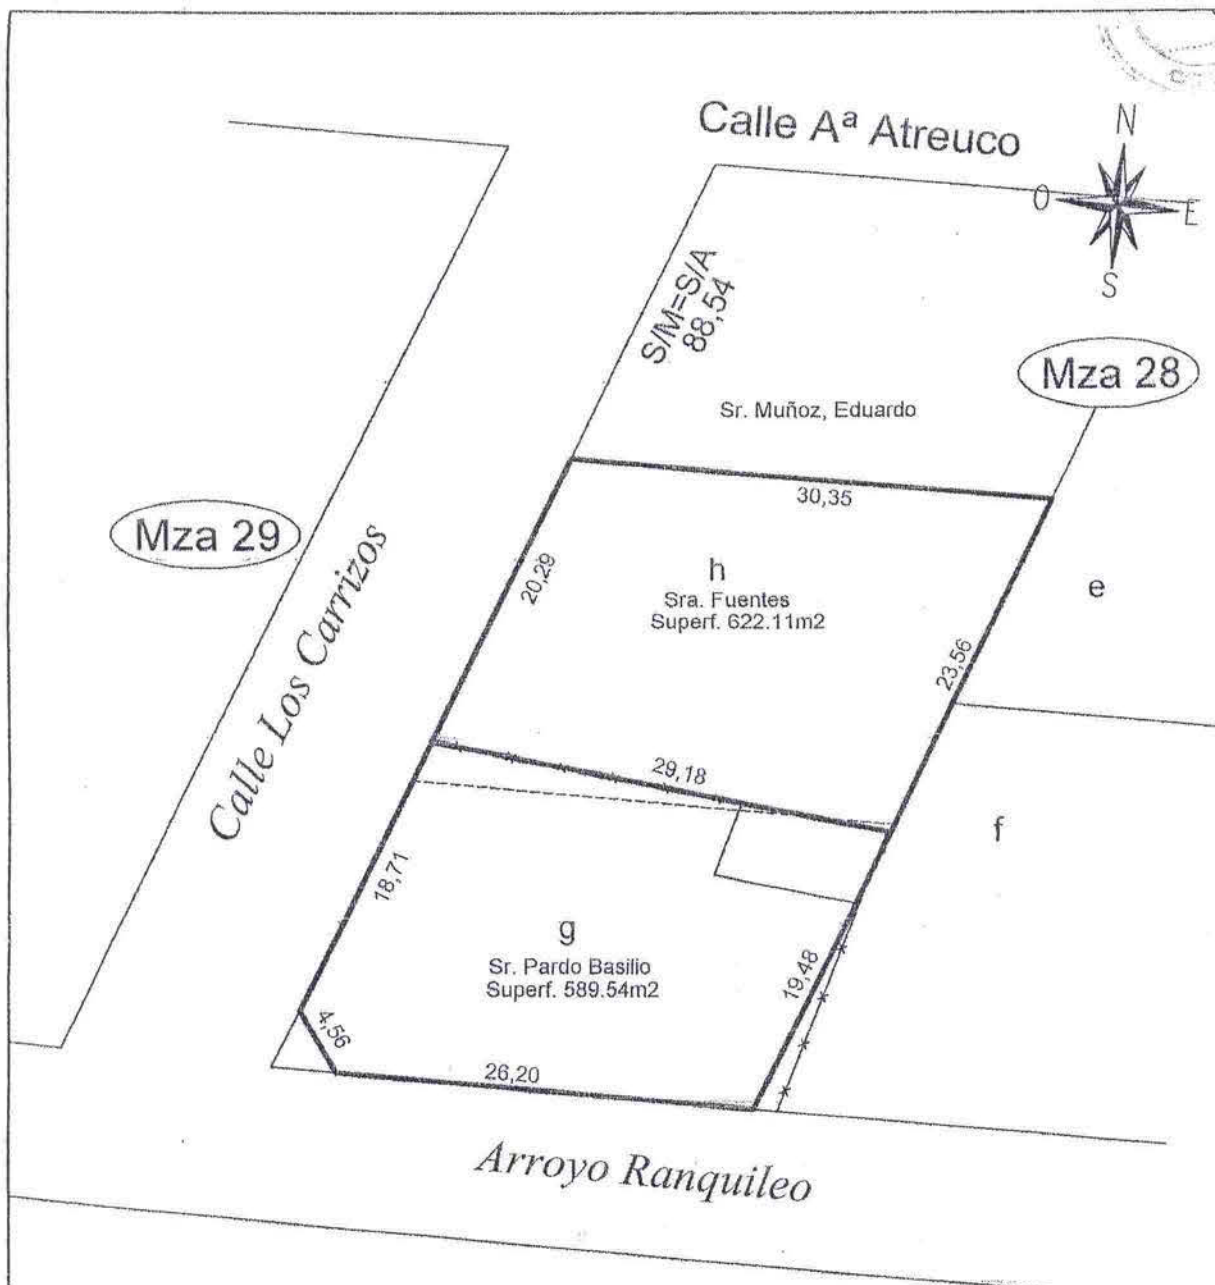 Calle Aª Atreuco
N
O
E
S
S/M=S/A
88,54
Mza 28
Sr. Muñoz, Eduardo
30,35
Mza 29
20,29
h
Sra. Fuentes
Superf. 622.11m2
e
23,56
Calle Los Carrizos
29,18
f
18,71
g
Sr. Pardo Basilio
Superf. 589.54m2
19,48
4,56
26,20
Arroyo Ranquileo